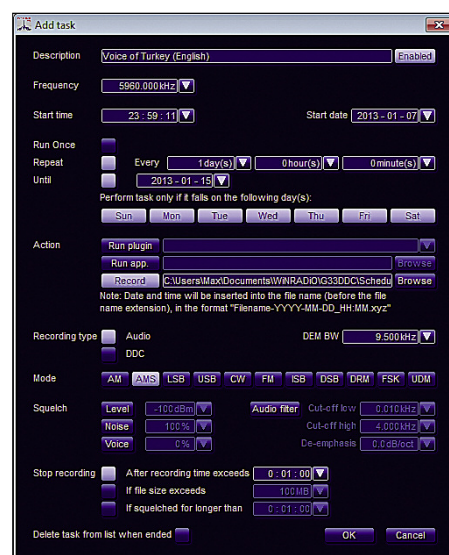 Add task
Description Voice of Turkey (English) Enabled
Frequency 5960.000kHz
Start time 23 : 59 : 11 Start date 2013 - 01 - 07
Run Once
Repeat Every 1 day(s) 0 hour(s) 0 minute(s)
Until 2013 - 01 - 15
Perform task only if it falls on the following day(s):
Sun Mon Tue Wed Thu Fri Sat
Action Run plugin
Run app. Browse
Record C:\Users\Max\Documents\WiNRADiO\G33DDC\Schedu Browse
Note: Date and time will be inserted into the file name (before the file
name extension), in the format "Filename-YYYY-MM-DD_HH:MM.xyz"
Recording type Audio DEM BW 9.500kHz
DDC
Mode AM AMS LSB USB CW FM ISB DSB DRM FSK UDM
Squelch Level -100 dBm Audio filter Cut-off low 0.010kHz
Noise 100% Cut-off high 4.000kHz
Voice 0% De-emphasis 0.0dB/oct
Stop recording After recording time exceeds 0 : 01 : 00
If file size exceeds 100MB
If squelched for longer than 0 : 01 : 00
Delete task from list when ended OK Cancel